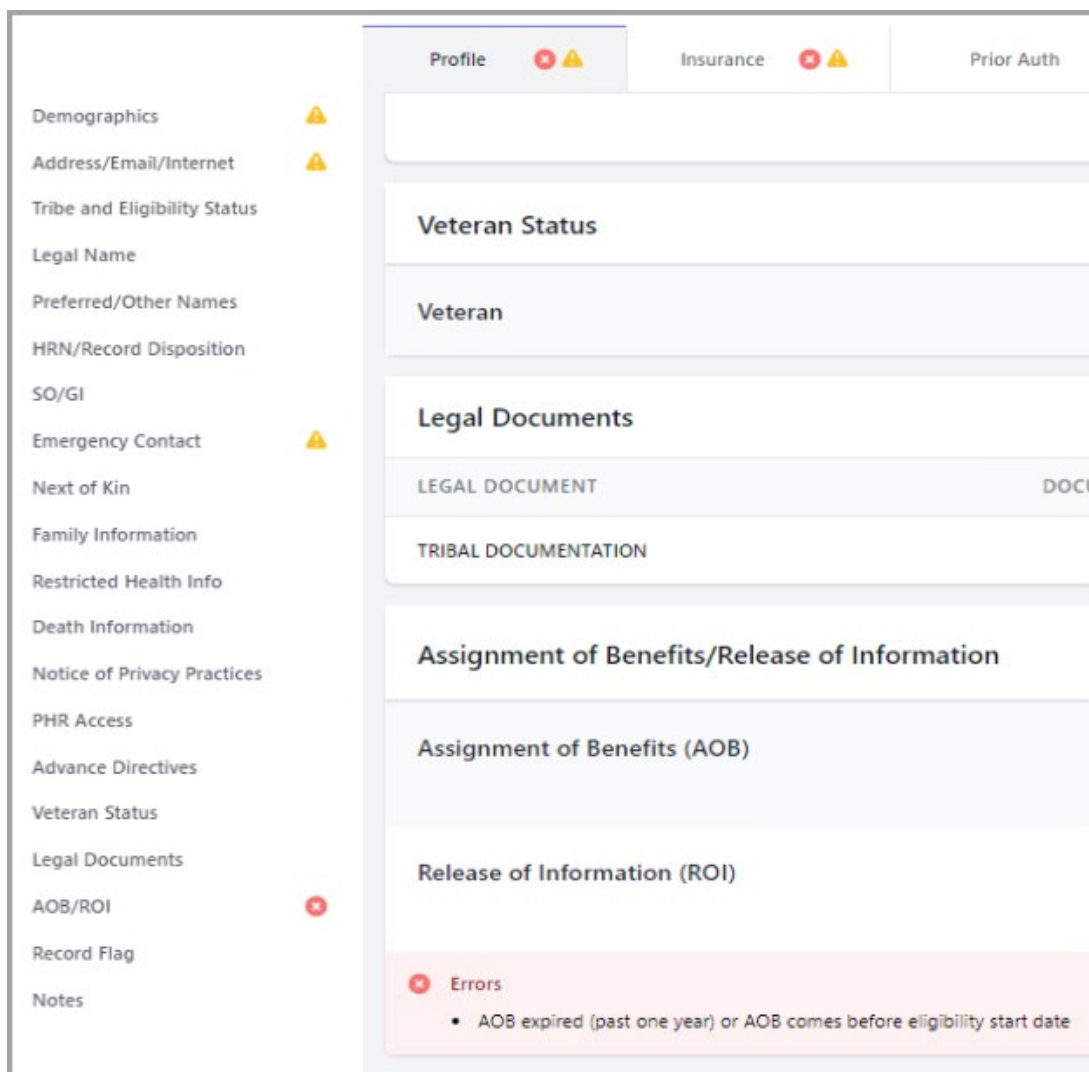 Profile
Insurance
Prior Auth
Demographics
Address/Email/Internet
Tribe and Eligibility Status
Legal Name
Preferred/Other Names
HRN/Record Disposition
SO/GI
Emergency Contact
Next of Kin
Family Information
Restricted Health Info
Death Information
Notice of Privacy Practices
PHR Access
Advance Directives
Veteran Status
Legal Documents
AOB/ROI
Record Flag
Notes
Veteran Status
Veteran
Legal Documents
LEGAL DOCUMENT DOCU
TRIBAL DOCUMENTATION
Assignment of Benefits/Release of Information
Assignment of Benefits (AOB)
Release of Information (ROI)
Errors
• AOB expired (past one year) or AOB comes before eligibility start date